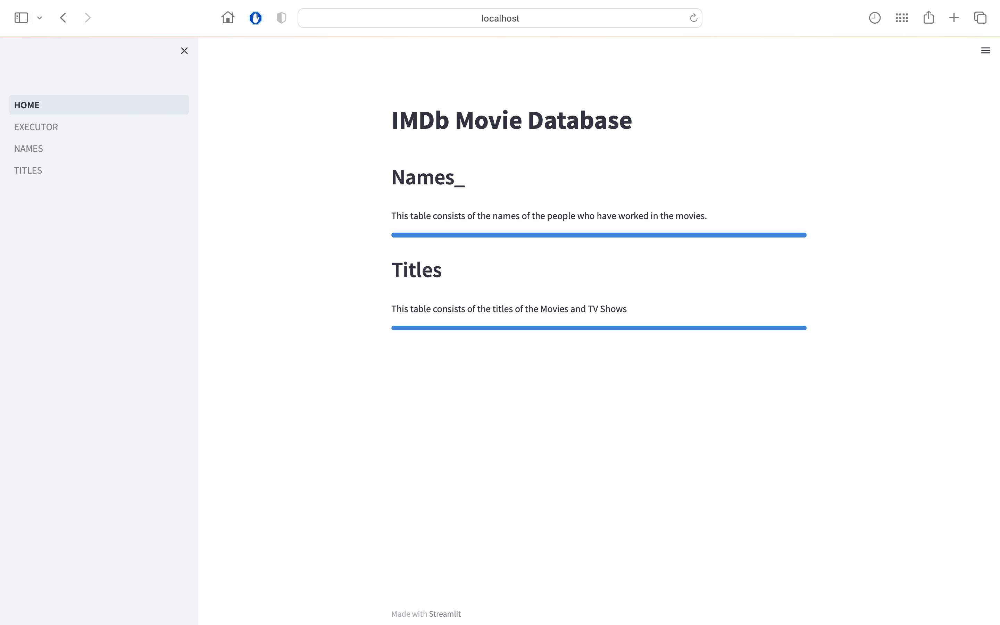 localhost
HOME
EXECUTOR
NAMES
TITLES
IMDb Movie Database
Names_
This table consists of the names of the people who have worked in the movies.
Titles
This table consists of the titles of the Movies and TV Shows
Made with Streamlit